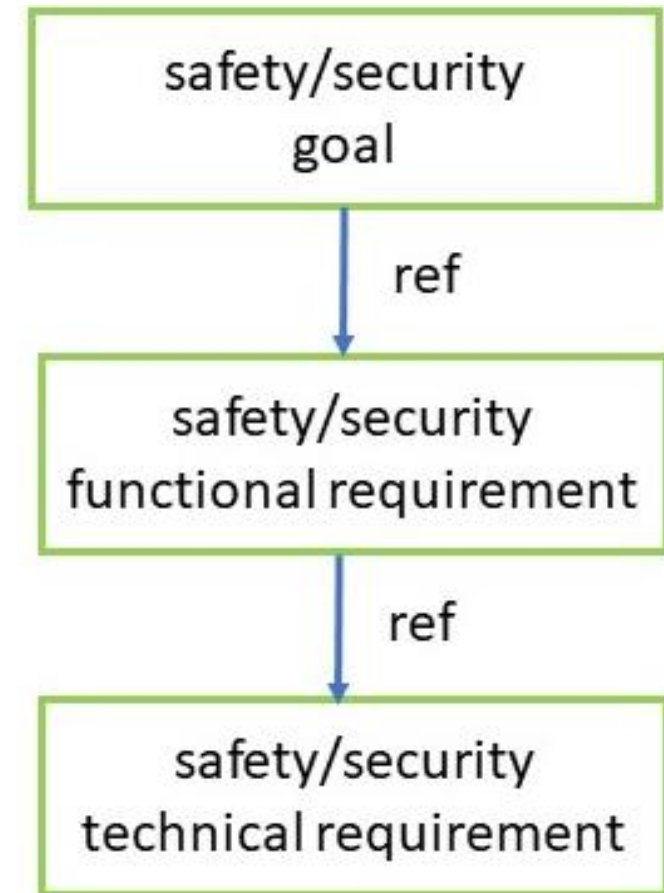 safety/security
goal
ref
safety/security
functional requirement
ref
safety/security
technical requirement